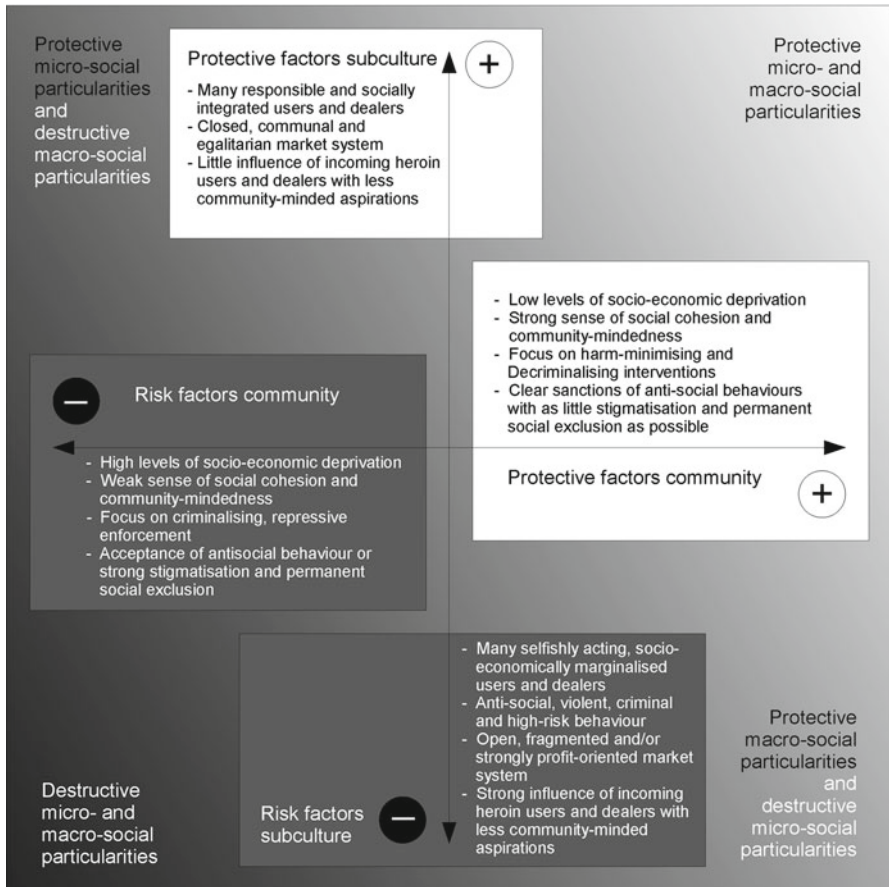 Protective
micro-social
particularities
and
destructive
macro-social
particularities
Protective factors subculture
+
- Many responsible and socially
integrated users and dealers
- Closed, communal and
egalitarian market system
- Little influence of incoming heroin
users and dealers with less
community-minded aspirations
Protective
micro- and
macro-social
particularities
- Low levels of socio-economic deprivation
- Strong sense of social cohesion and
community-mindedness
- Focus on harm-minimising and
Decriminalising interventions
- Clear sanctions of anti-social behaviours
with as little stigmatisation and permanent
social exclusion as possible
Protective factors community
+
–
Risk factors community
- High levels of socio-economic deprivation
- Weak sense of social cohesion and
community-mindedness
- Focus on criminalising, repressive
enforcement
- Acceptance of antisocial behaviour or
strong stigmatisation and permanent
social exclusion
- Many selfishly acting, socio-
economically marginalised
users and dealers
- Anti-social, violent, criminal
and high-risk behaviour
- Open, fragmented and/or
strongly profit-oriented market
system
- Strong influence of incoming
heroin users and dealers with
less community-minded
aspirations
Risk factors
subculture
–
Destructive
micro- and
macro-social
particularities
Protective
macro-social
particularities
and
destructive
micro-social
particularities